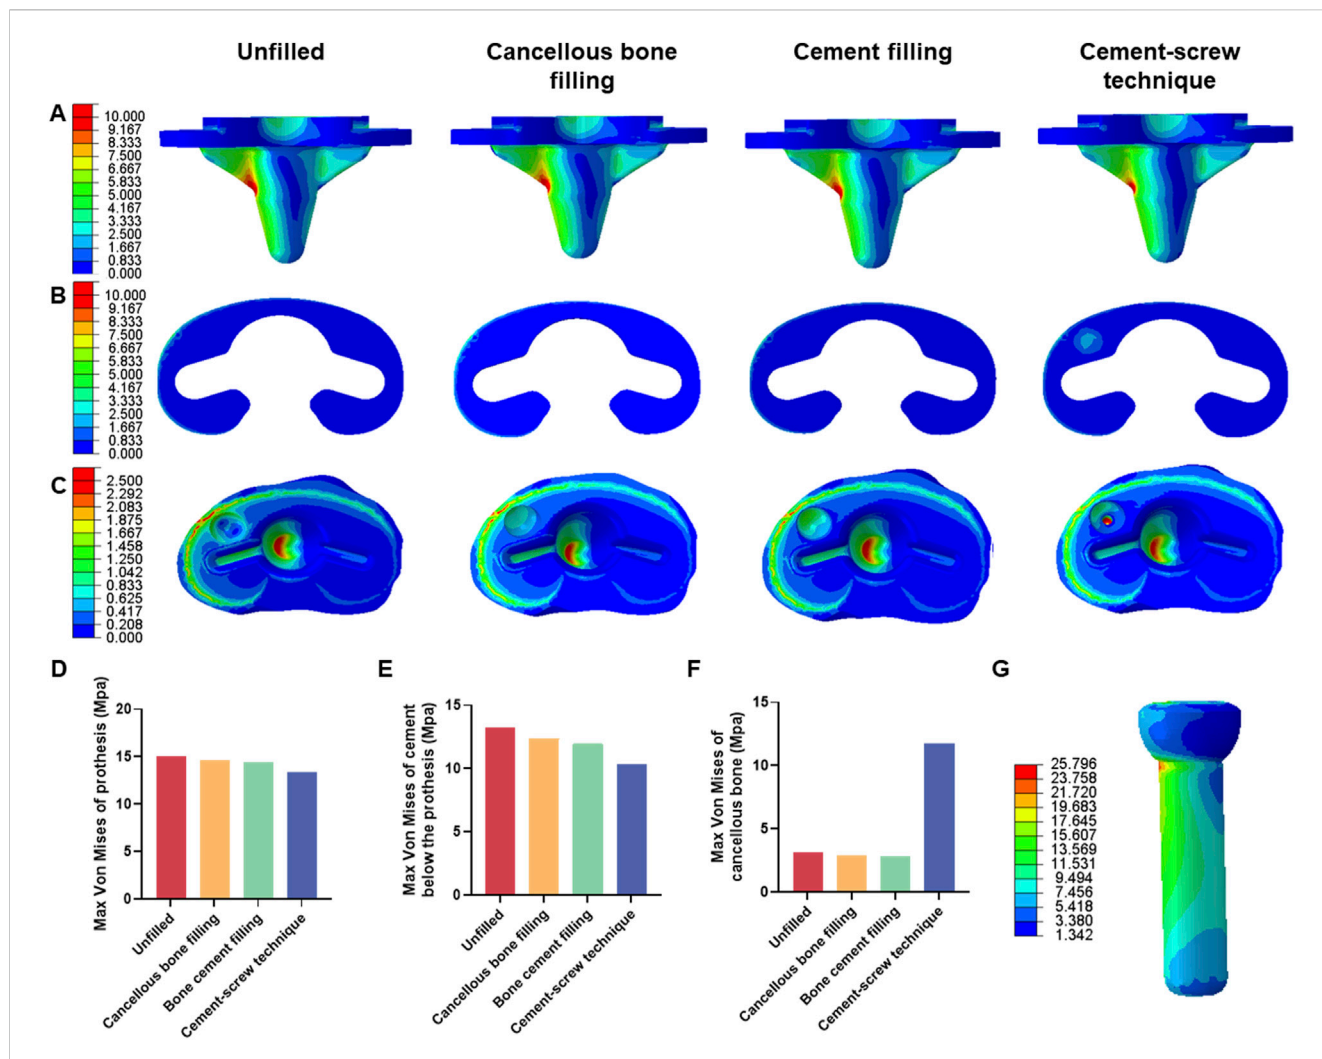 Unfilled
Cancellous bone
filling
Cement filling
Cement-screw
technique
A
10.000
9.167
8.333
7.500
6.667
5.833
5.000
4.167
3.333
2.500
1.667
0.833
0.000
B
10.000
9.167
8.333
7.500
6.667
5.833
5.000
4.167
3.333
2.500
1.667
0.833
0.000
C
2.500
2.292
2.083
1.875
1.667
1.458
1.250
1.042
0.833
0.625
0.417
0.208
0.000
D
Max Von Mises of prothesis (Mpa)
20
15
10
5
0
Unfilled
Cancellous bone filling
Bone cement filling
Cement-screw technique
E
Max Von Mises of cement
below the prothesis (Mpa)
15
10
5
0
Unfilled
Cancellous bone filling
Bone cement filling
Cement-screw technique
F
Max Von Mises of
cancellous bone (Mpa)
15
10
5
0
Unfilled
Cancellous bone filling
Bone cement filling
Cement-screw technique
G
25.796
23.758
21.720
19.683
17.645
15.607
13.569
11.531
9.494
7.456
5.418
3.380
1.342